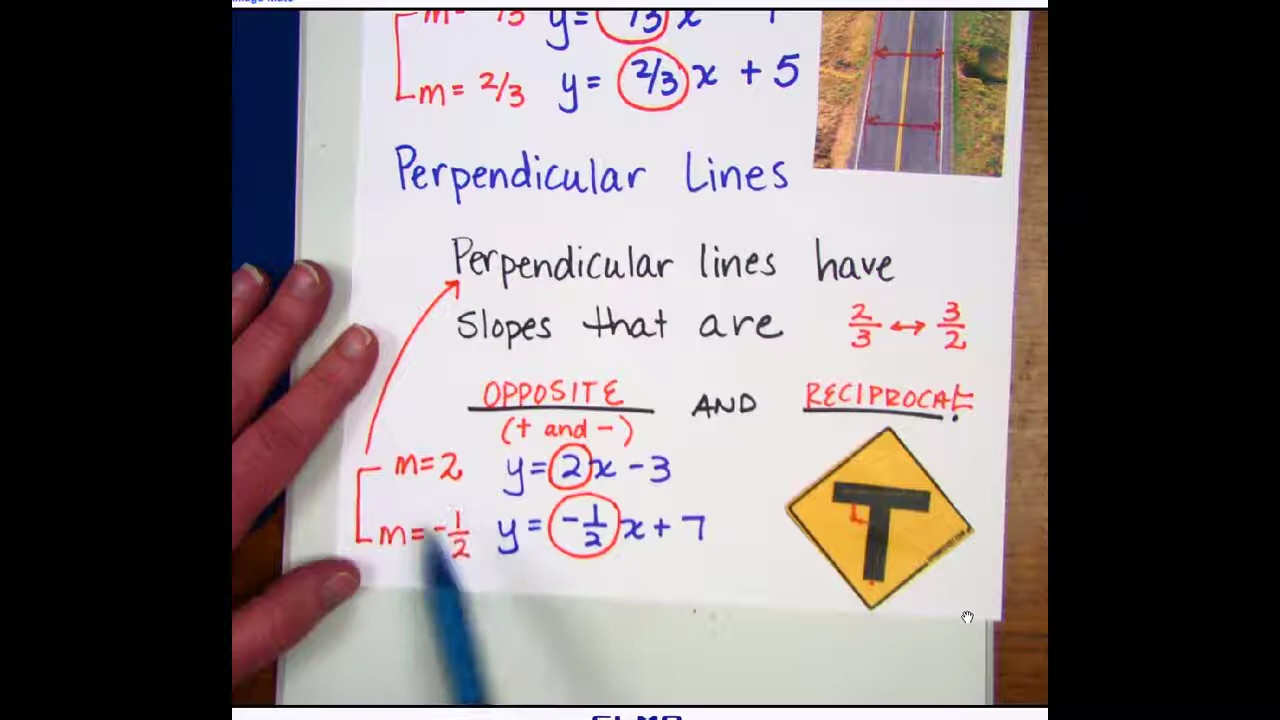 y = x
m = 2/3 y = 2/3 x + 5
Perpendicular Lines
Perpendicular lines have
slopes that are 2/3 ↔ 3/2
OPPOSITE AND RECIPROCAL.
(+ and -)
m=2 y=2x-3
m=-1/2 y=-1/2x+7